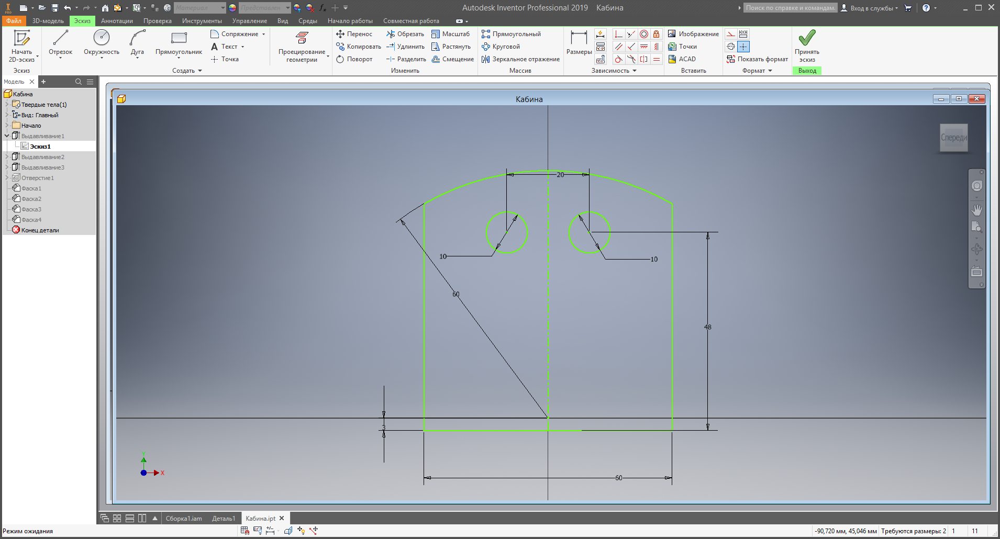 Материал
Представлен
fx
Autodesk Inventor Professional 2019 Кабина
Поиск по справке и командам.
Вход в службы
PRO
Файл 3D-модель Эскиз Аннотации Проверка Инструменты Управление Вид Среды Начало работы Совместная работа
Начать
2D-эскиз
Эскиз
Отрезок
Окружность
Дуга
Прямоугольник
Сопряжение
Текст
Точка
Создать
Проецирование
геометрии
Перенос
Копировать
Поворот
Обрезать
Удлинить
Разделить
Масштаб
Растянуть
Смещение
Изменить
Прямоугольный
Круговой
Зеркальное отражение
Массив
Размеры
Зависимость
Изображение
Точки
ACAD
Вставить
Показать формат
Формат
Принять
эскиз
Выход
Модель
Кабина
Твердые тела(1)
Вид: Главный
Начало
Выдавливание1
Эскиз1
Выдавливание2
Выдавливание3
Отверстие1
Фаска1
Фаска2
Фаска3
Фаска4
Конец детали
Кабина
Спереди
20
10
10
60
48
3
60
Y
X
Сборка1.iam Деталь1 Кабина.ipt
Режим ожидания
-90,720 мм, 45,046 мм Требуются размеры: 2 1 11